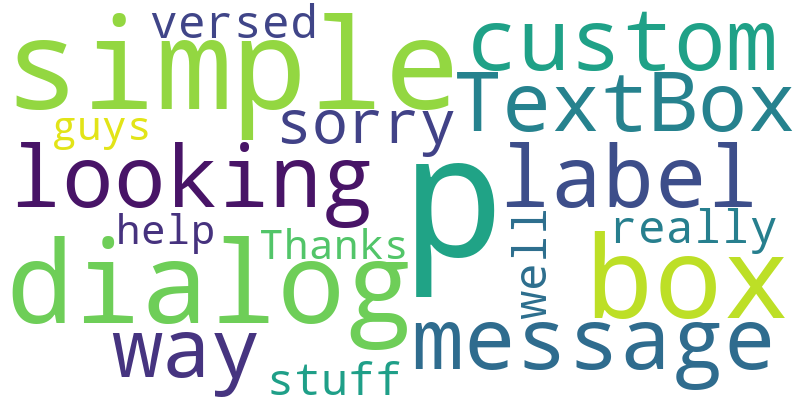 versed
simple
custom
TextBox
guys
sorry
looking
p
label
help
Thanks
well
really
dialog
box
way
message
stuff